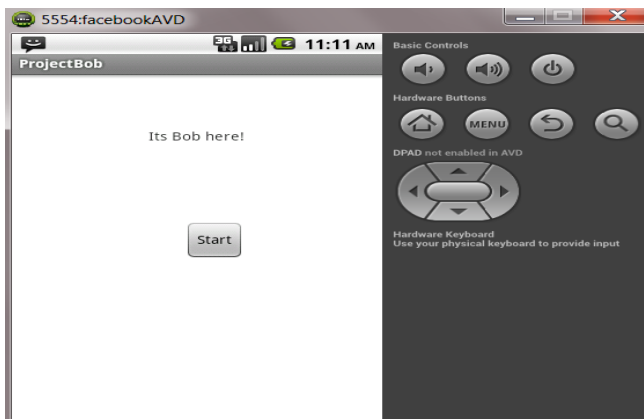 5554:facebookAVD
3G 11:11 AM
ProjectBob
Its Bob here!
Start
Basic Controls
Hardware Buttons
MENU
DPAD not enabled in AVD
Hardware Keyboard
Use your physical keyboard to provide input